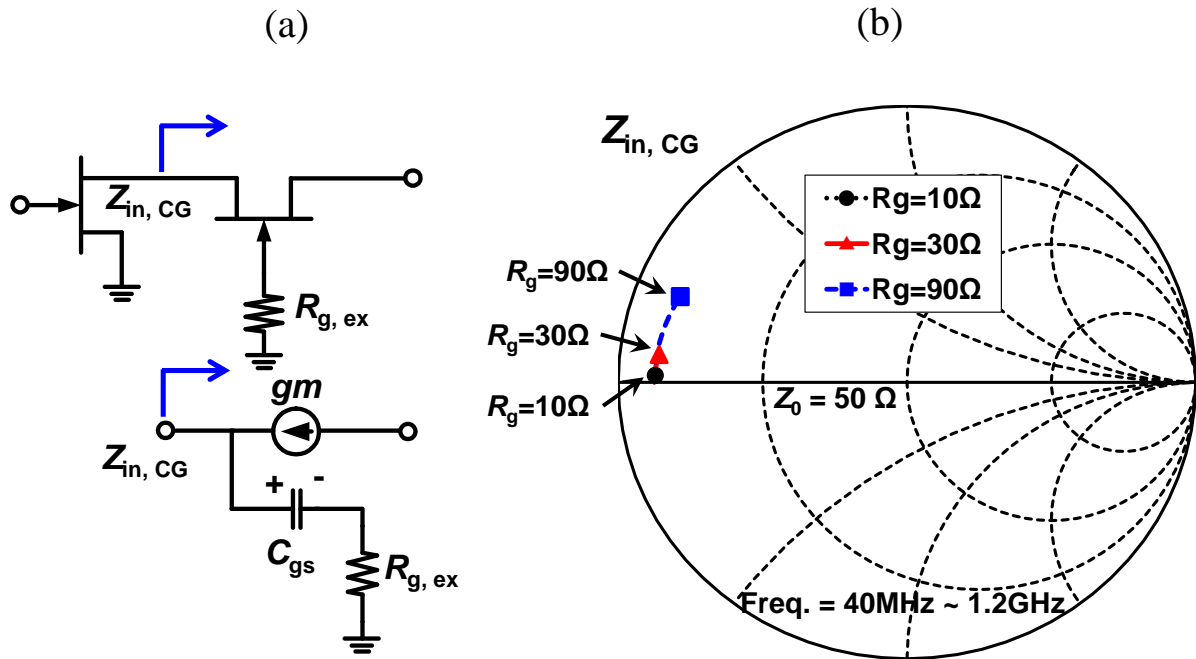 (a)
(b)
Zin, CG
Rg, ex
gm
Zin, CG
+ -
Cgs
Rg, ex
Zin, CG
Rg=10Ω
Rg=30Ω
Rg=90Ω
Rg=90Ω
Rg=30Ω
Rg=10Ω
Z0 = 50 Ω
Freq. = 40MHz ~ 1.2GHz